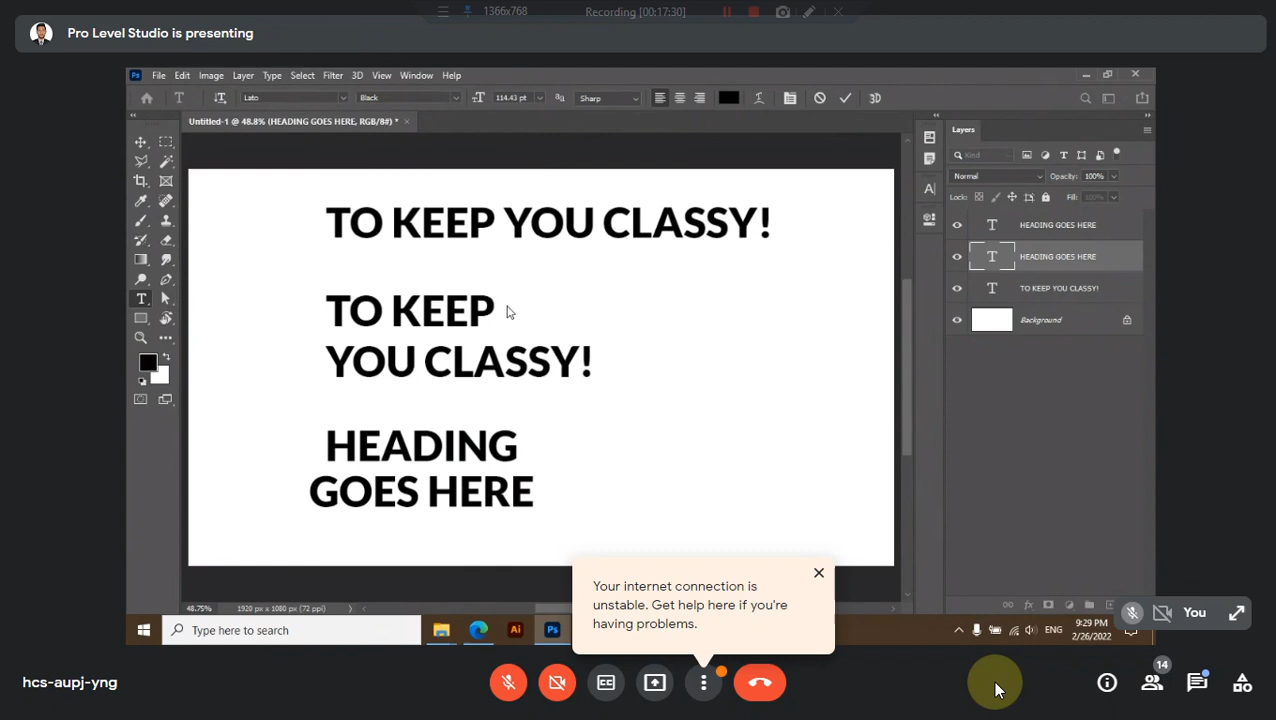 1366x768
Recording [00:17:30]
Pro Level Studio is presenting
Ps File Edit Image Layer Type Select Filter 3D View Window Help
T Lato Black 114.43 pt Sharp 3D
Untitled-1 @ 48.8% (HEADING GOES HERE, RGB/8#) *
Layers
Kind
Normal Opacity: 100%
Lock: Fill: 100%
T HEADING GOES HERE
T HEADING GOES HERE
T TO KEEP YOU CLASSY!
Background
TO KEEP YOU CLASSY!
TO KEEP
YOU CLASSY!
HEADING
GOES HERE
48.75% 1920 px x 1080 px (72 ppi)
Your internet connection is
unstable. Get help here if you're
having problems.
Type here to search
Ai Ps
ENG
9:29 PM
2/26/2022
You
hcs-aupj-yng
CC
14